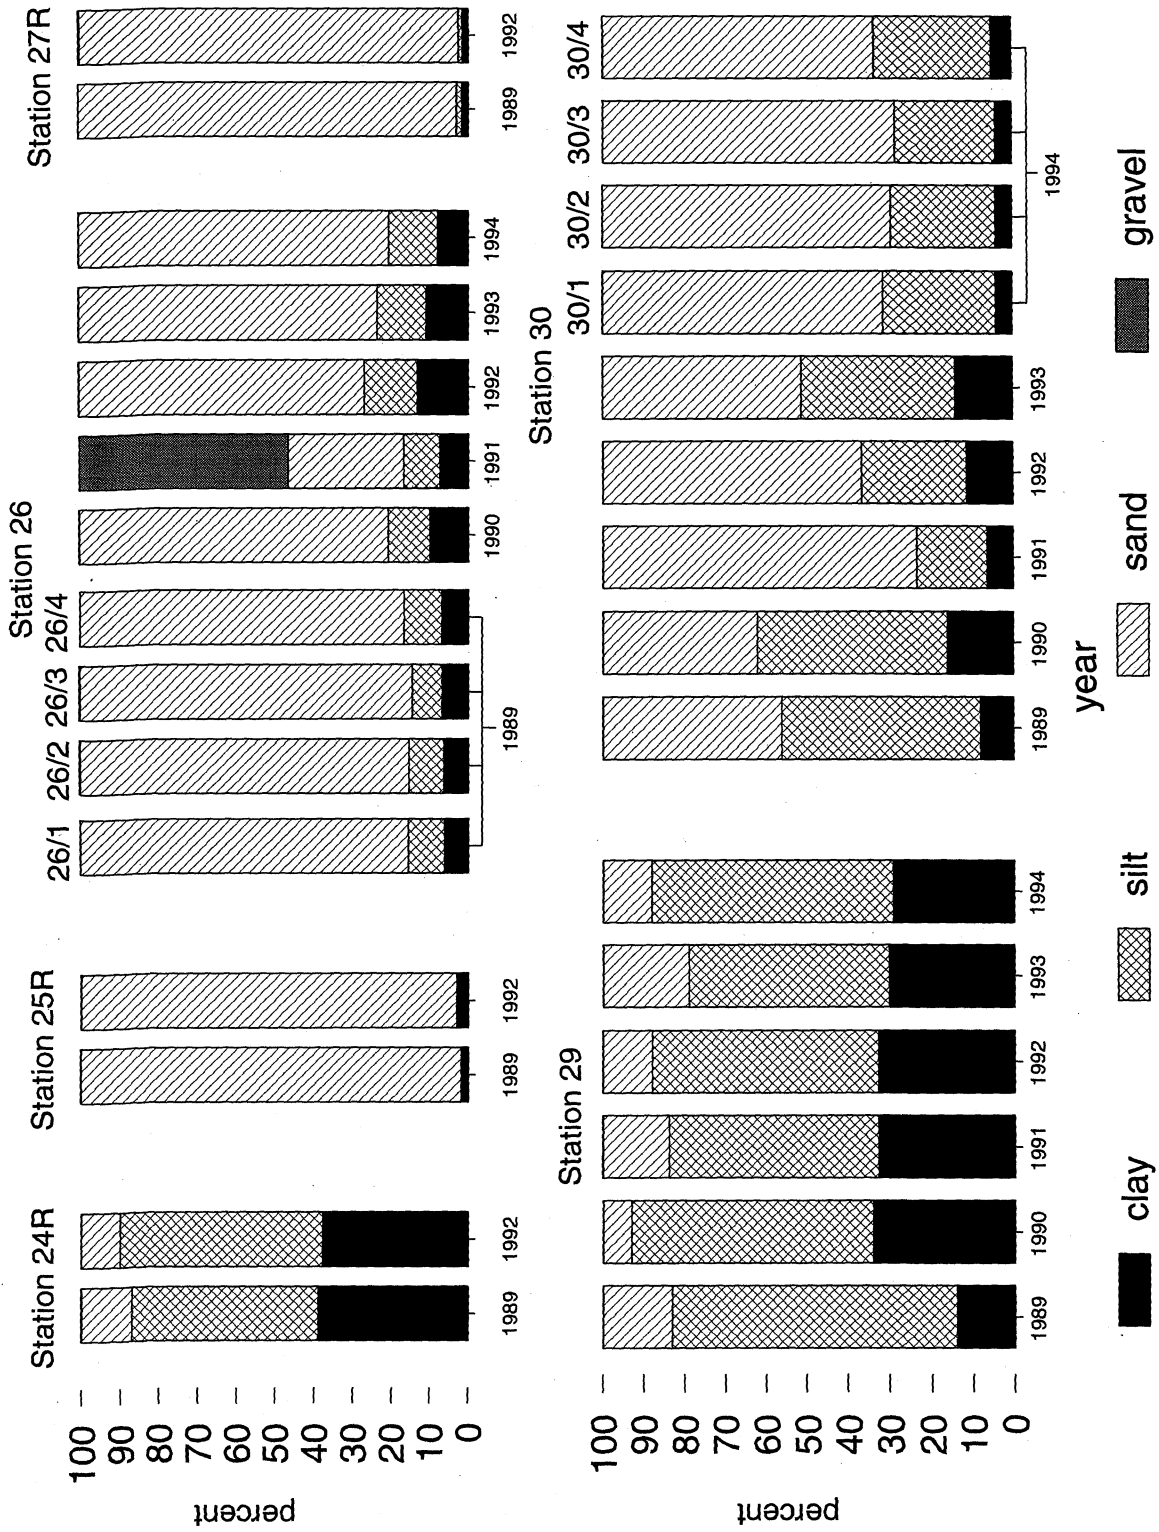 Station 24R
Station 25R
Station 26
Station 27R
26/1 26/2 26/3 26/4
percent
100
90
80
70
60
50
40
30
20
10
0
1989 1992 1989 1992 1989 1990 1991 1992 1993 1994 1989 1992
Station 29
Station 30
30/1 30/2 30/3 30/4
percent
100
90
80
70
60
50
40
30
20
10
0
1989 1990 1991 1992 1993 1994 1989 1990 1991 1992 1993 1994
year
clay silt sand gravel